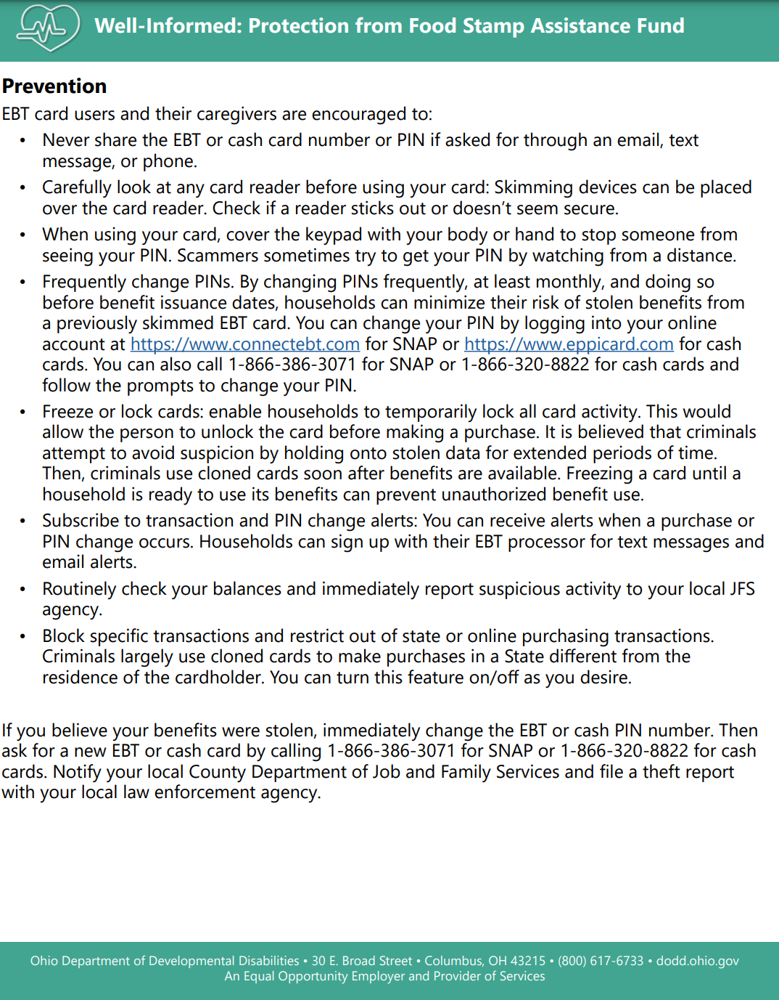 Well-Informed: Protection from Food Stamp Assistance Fund
Prevention
EBT card users and their caregivers are encouraged to:
• Never share the EBT or cash card number or PIN if asked for through an email, text
message, or phone.
• Carefully look at any card reader before using your card: Skimming devices can be placed
over the card reader. Check if a reader sticks out or doesn’t seem secure.
• When using your card, cover the keypad with your body or hand to stop someone from
seeing your PIN. Scammers sometimes try to get your PIN by watching from a distance.
• Frequently change PINs. By changing PINs frequently, at least monthly, and doing so
before benefit issuance dates, households can minimize their risk of stolen benefits from
a previously skimmed EBT card. You can change your PIN by logging into your online
account at https://www.connectebt.com for SNAP or https://www.eppicard.com for cash
cards. You can also call 1-866-386-3071 for SNAP or 1-866-320-8822 for cash cards and
follow the prompts to change your PIN.
• Freeze or lock cards: enable households to temporarily lock all card activity. This would
allow the person to unlock the card before making a purchase. It is believed that criminals
attempt to avoid suspicion by holding onto stolen data for extended periods of time.
Then, criminals use cloned cards soon after benefits are available. Freezing a card until a
household is ready to use its benefits can prevent unauthorized benefit use.
• Subscribe to transaction and PIN change alerts: You can receive alerts when a purchase or
PIN change occurs. Households can sign up with their EBT processor for text messages and
email alerts.
• Routinely check your balances and immediately report suspicious activity to your local JFS
agency.
• Block specific transactions and restrict out of state or online purchasing transactions.
Criminals largely use cloned cards to make purchases in a State different from the
residence of the cardholder. You can turn this feature on/off as you desire.
If you believe your benefits were stolen, immediately change the EBT or cash PIN number. Then
ask for a new EBT or cash card by calling 1-866-386-3071 for SNAP or 1-866-320-8822 for cash
cards. Notify your local County Department of Job and Family Services and file a theft report
with your local law enforcement agency.
Ohio Department of Developmental Disabilities • 30 E. Broad Street • Columbus, OH 43215 • (800) 617-6733 • dodd.ohio.gov
An Equal Opportunity Employer and Provider of Services